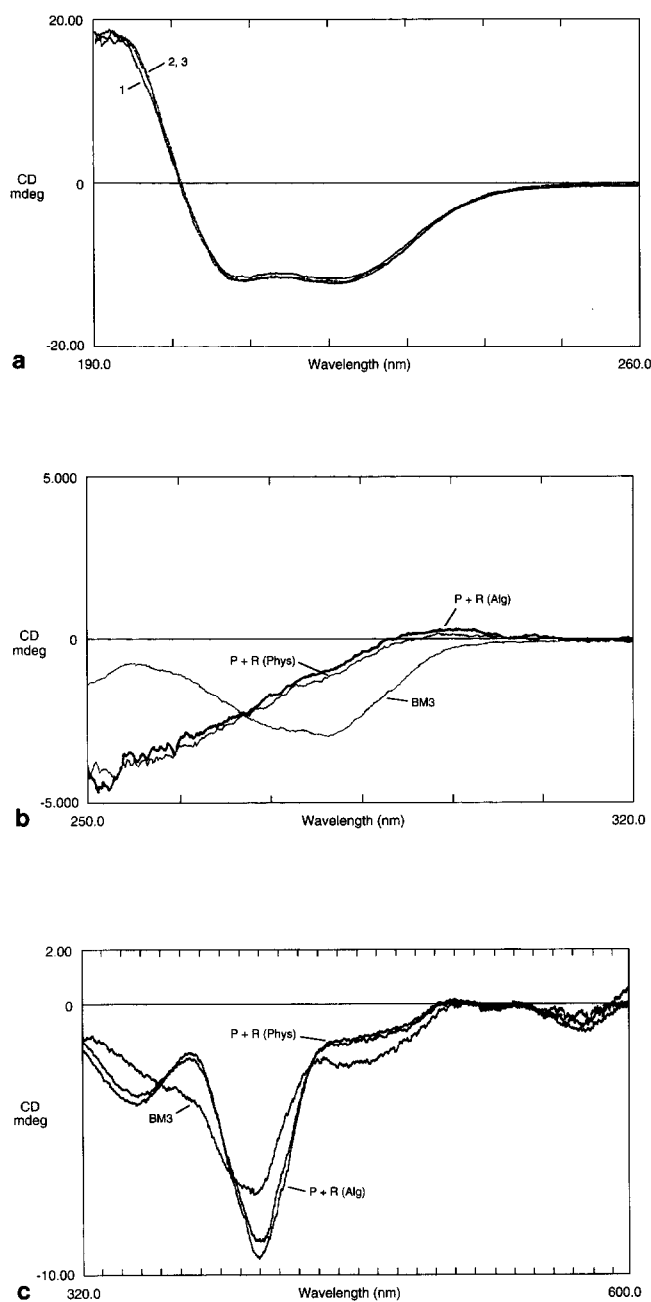 20.00
2, 3
1
CD
mdeg
0
-20.00
190.0
Wavelength (nm)
260.0
a
5.000
P + R (Alg)
CD
mdeg
0
P + R (Phys)
BM3
-5.000
250.0
Wavelength (nm)
320.0
b
2.00
0
P + R (Phys)
CD
mdeg
BM3
P + R (Alg)
-10.00
320.0
Wavelength (nm)
600.0
c